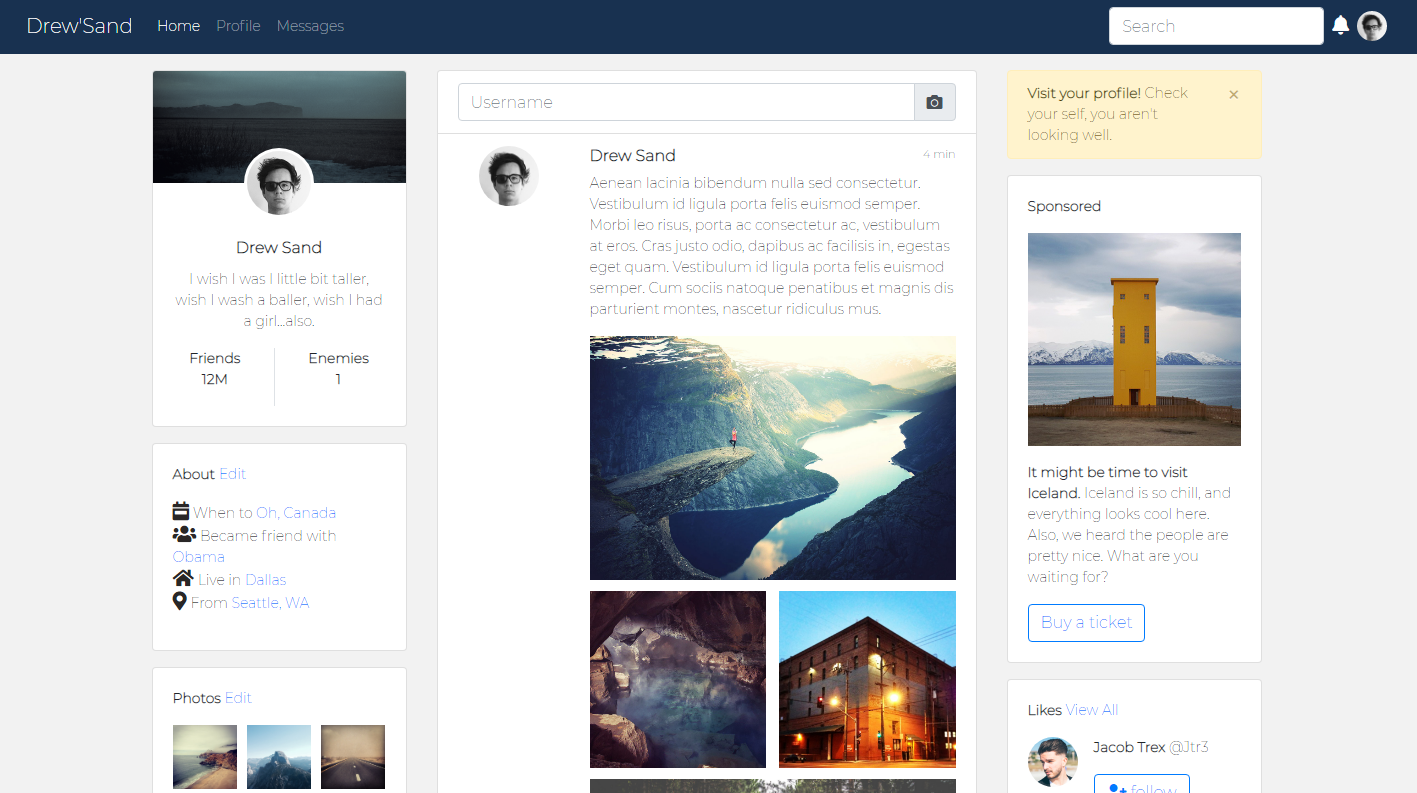 Drew'Sand
Home
Profile
Messages
Search
Drew Sand
I wish I was I little bit taller,
wish I wash a baller, wish I had
a girl...also.
Friends
12M
Enemies
1
About Edit
When to Oh, Canada
Became friend with
Obama
Live in Dallas
From Seattle, WA
Photos Edit
Username
Drew Sand
4 min
Aenean lacinia bibendum nulla sed consectetur.
Vestibulum id ligula porta felis euismod semper.
Morbi leo risus, porta ac consectetur ac, vestibulum
at eros. Cras justo odio, dapibus ac facilisis in, egestas
eget quam. Vestibulum id ligula porta felis euismod
semper. Cum sociis natoque penatibus et magnis dis
parturient montes, nascetur ridiculus mus.
Visit your profile! Check
your self, you aren't
looking well.
×
Sponsored
It might be time to visit
Iceland. Iceland is so chill, and
everything looks cool here.
Also, we heard the people are
pretty nice. What are you
waiting for?
Buy a ticket
Likes View All
Jacob Trex @Jtr3
follow